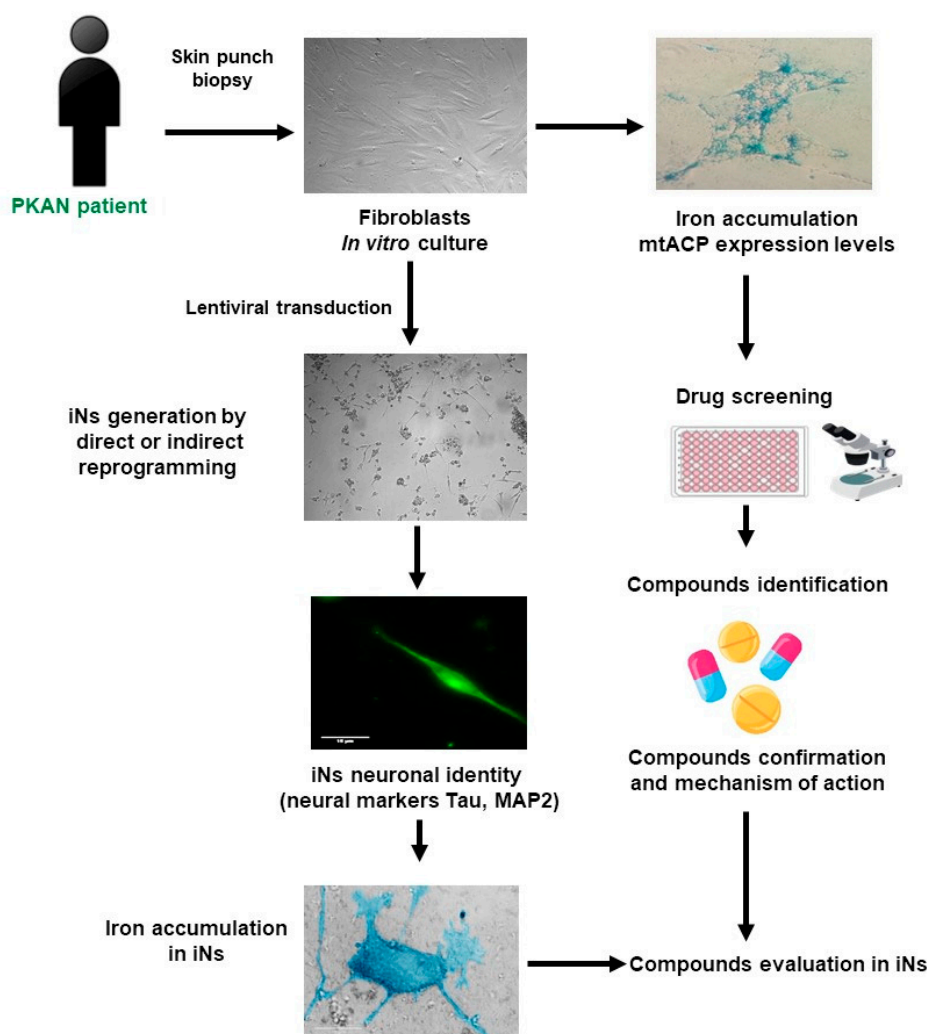 Skin punch
biopsy
PKAN patient
Fibroblasts
In vitro culture
Iron accumulation
mtACP expression levels
Lentiviral transduction
iNs generation by
direct or indirect
reprogramming
Drug screening
Compounds identification
iNs neuronal identity
(neural markers Tau, MAP2)
Compounds confirmation
and mechanism of action
Iron accumulation
in iNs
Compounds evaluation in iNs